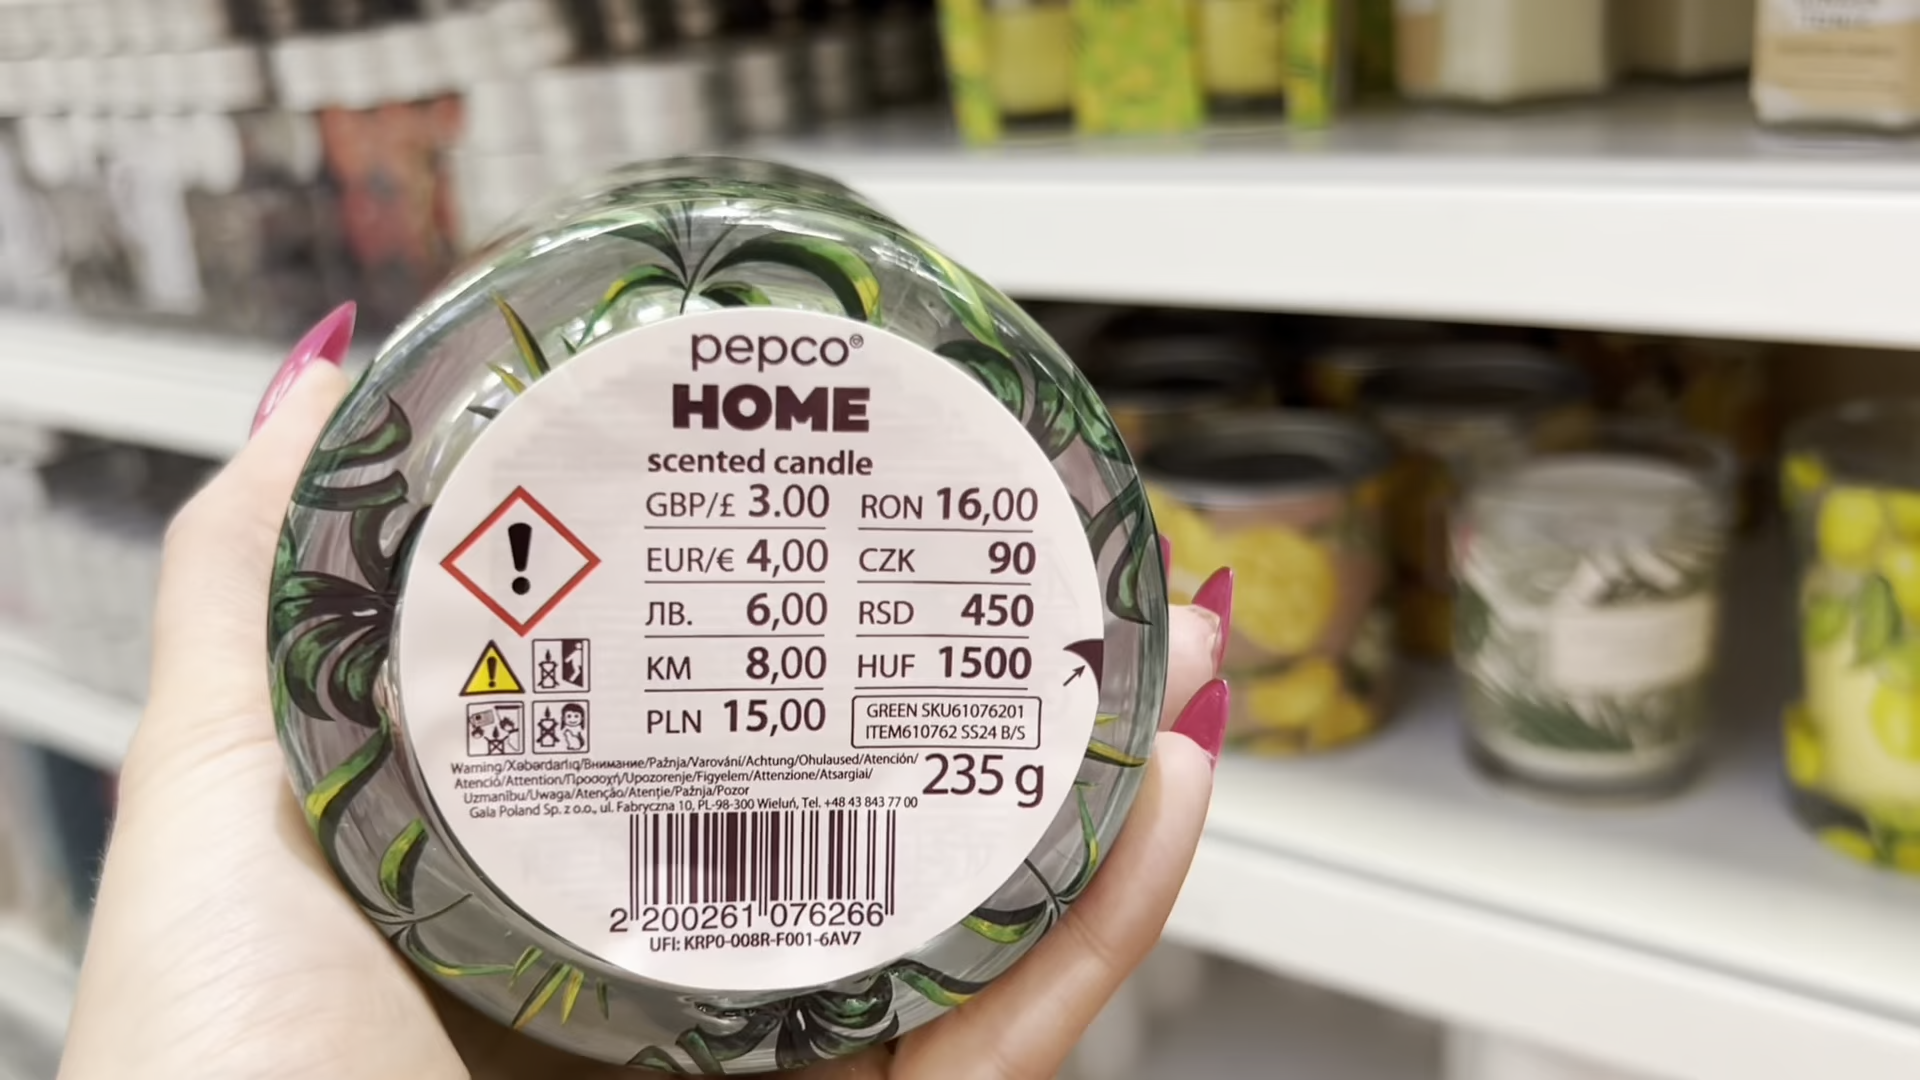 pepco®
HOME
scented candle
GBP/£ 3.00
RON 16,00
EUR/€ 4,00
CZK 90
ЛВ. 6,00
RSD 450
KM 8,00
HUF 1500
PLN 15,00
GREEN SKU61076201
ITEM610762 SS24 B/S
Warning/Xəbərdarlıq/Внимание/Pažnja/Varování/Achtung/Ohulaused/Atención/
Atenció/Attention/Προσοχή/Upozorenje/Figyelem/Attenzione/Atsargiai/
Uzmanību/Uwaga/Atenção/Atenție/Pažnja/Pozor
Gala Poland Sp. z o.o., ul. Fabryczna 10, PL-98-300 Wieluń, Tel. +48 43 843 77 00
235 g
2 200261 076266
UFI: KRP0-008R-F001-6AV7